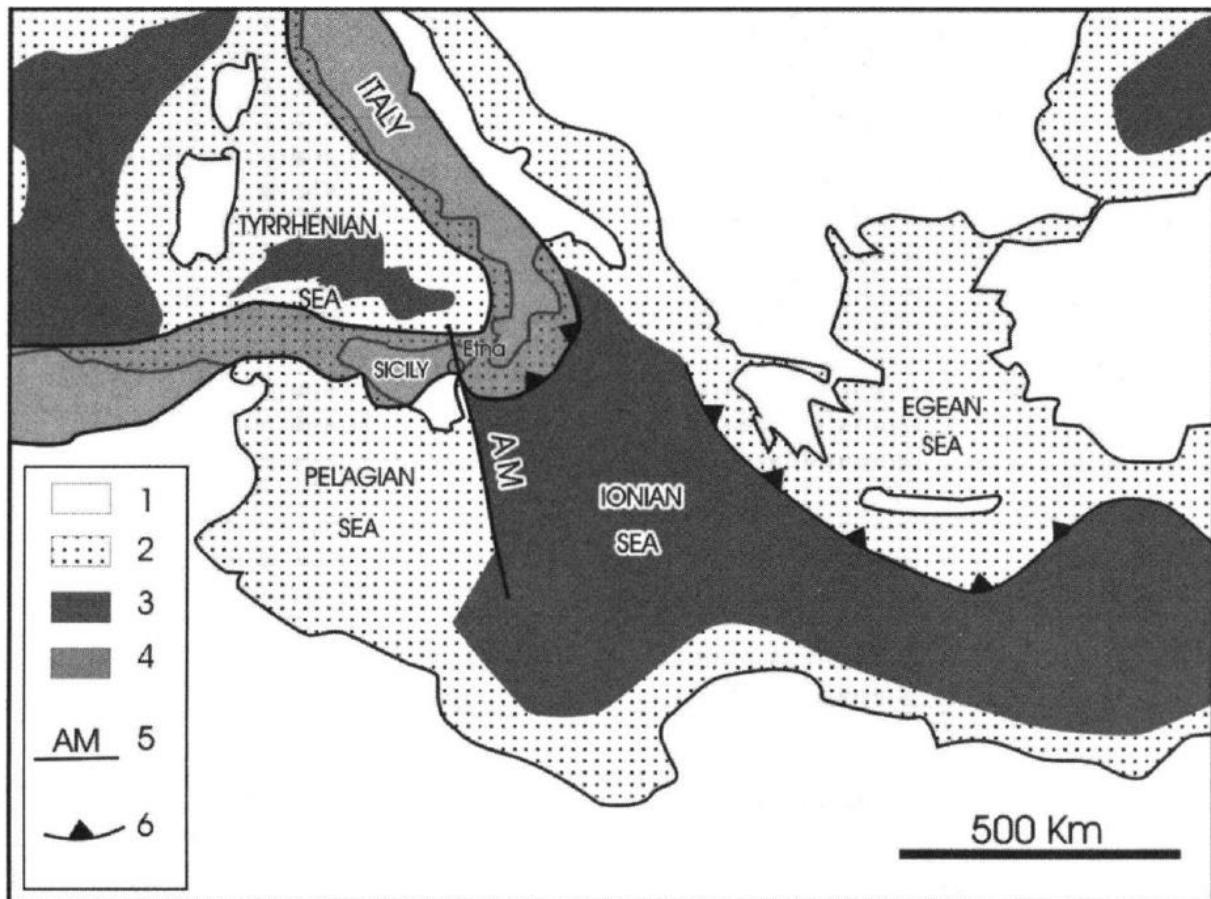 ITALY
TYRRHENIAN
SEA
Etna
SICILY
AM
PELAGIAN
SEA
IONIAN
SEA
EGEAN
SEA
1
2
3
4
AM 5
6
500 Km